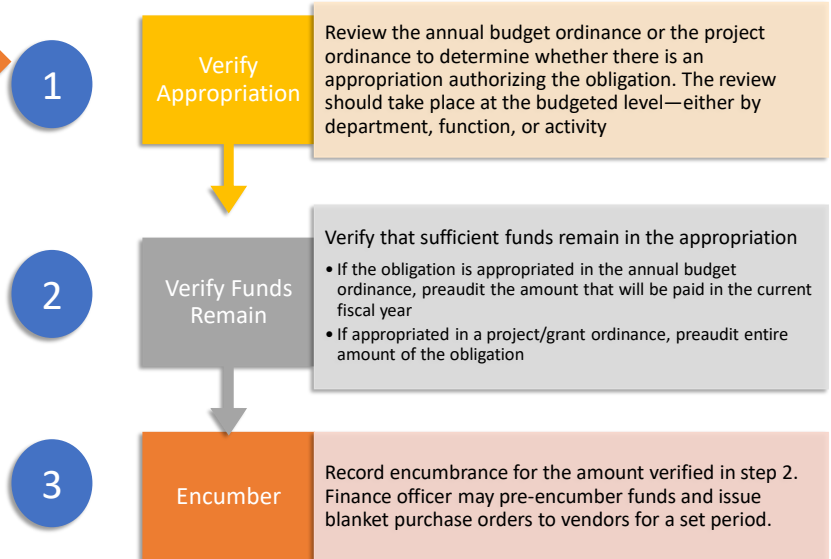 1
Verify
Appropriation
Review the annual budget ordinance or the project
ordinance to determine whether there is an
appropriation authorizing the obligation. The review
should take place at the budgeted level—either by
department, function, or activity
2
Verify Funds
Remain
Verify that sufficient funds remain in the appropriation
• If the obligation is appropriated in the annual budget
ordinance, preaudit the amount that will be paid in the current
fiscal year
• If appropriated in a project/grant ordinance, preaudit entire
amount of the obligation
3
Encumber
Record encumbrance for the amount verified in step 2.
Finance officer may pre-encumber funds and issue
blanket purchase orders to vendors for a set period.